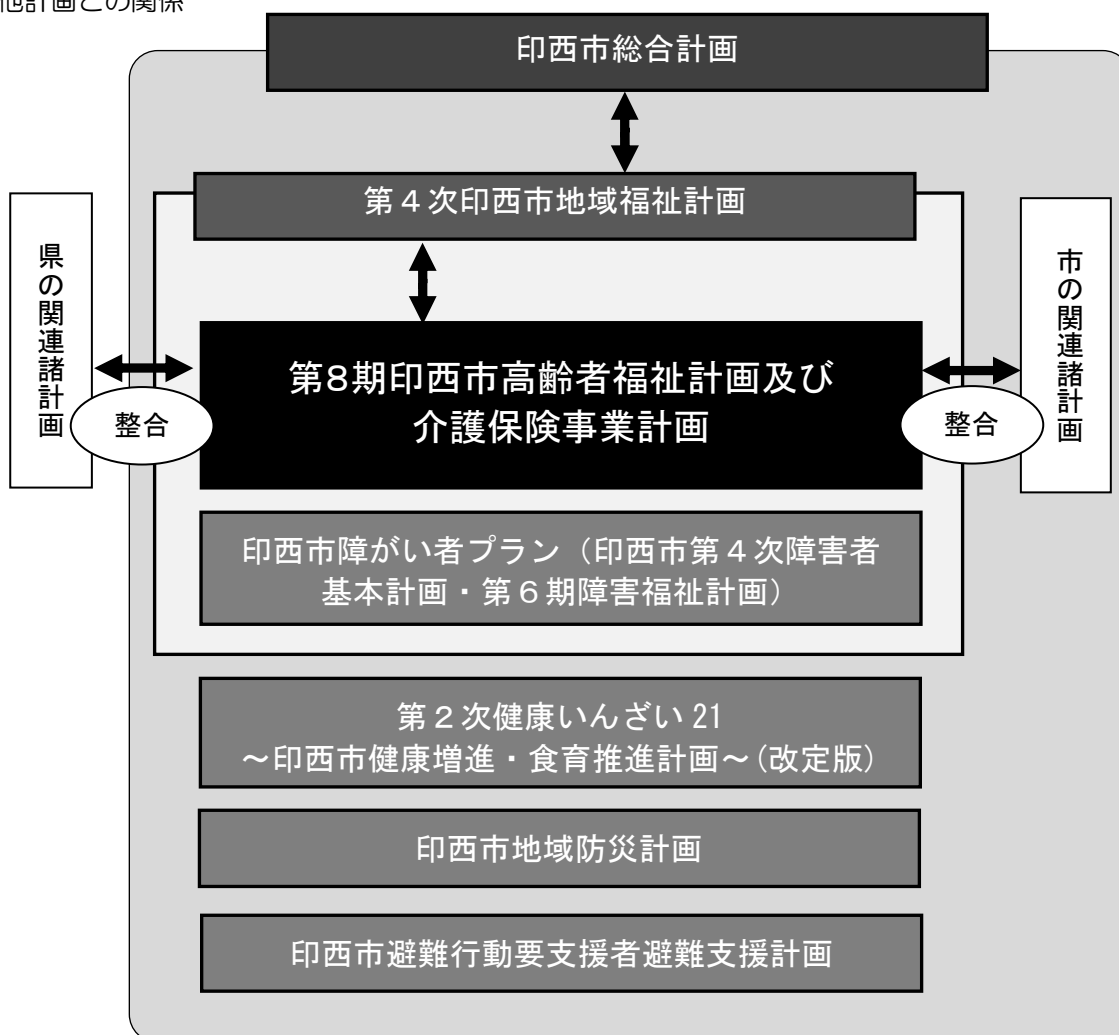 他計画との関係
印西市総合計画
第４次印西市地域福祉計画
県の関連諸計画
整合
第8期印西市高齢者福祉計画及び
介護保険事業計画
整合
市の関連諸計画
印西市障がい者プラン（印西市第４次障害者
基本計画・第６期障害福祉計画）
第２次健康いんざい 21
～印西市健康増進・食育推進計画～(改定版)
印西市地域防災計画
印西市避難行動要支援者避難支援計画